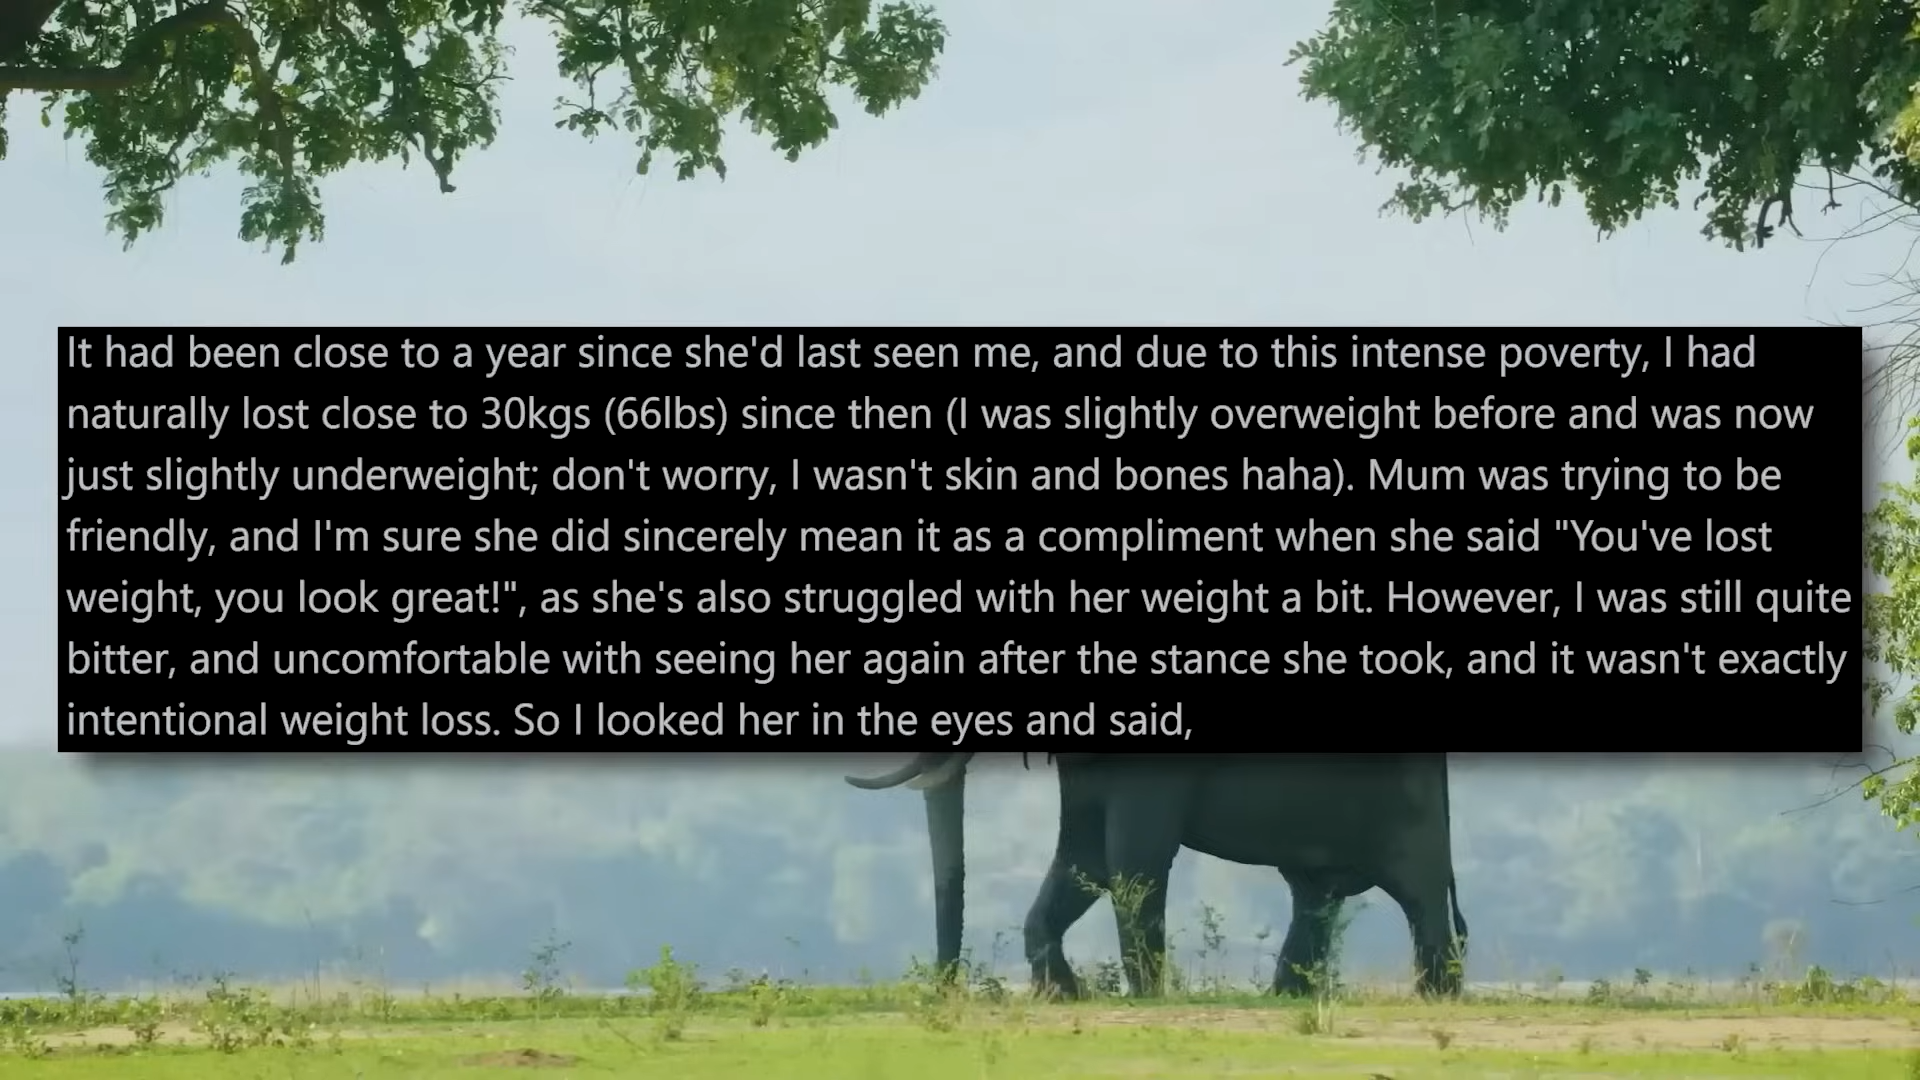 It had been close to a year since she'd last seen me, and due to this intense poverty, I had
naturally lost close to 30kgs (66lbs) since then (I was slightly overweight before and was now
just slightly underweight; don't worry, I wasn't skin and bones haha). Mum was trying to be
friendly, and I'm sure she did sincerely mean it as a compliment when she said "You've lost
weight, you look great!", as she's also struggled with her weight a bit. However, I was still quite
bitter, and uncomfortable with seeing her again after the stance she took, and it wasn't exactly
intentional weight loss. So I looked her in the eyes and said,